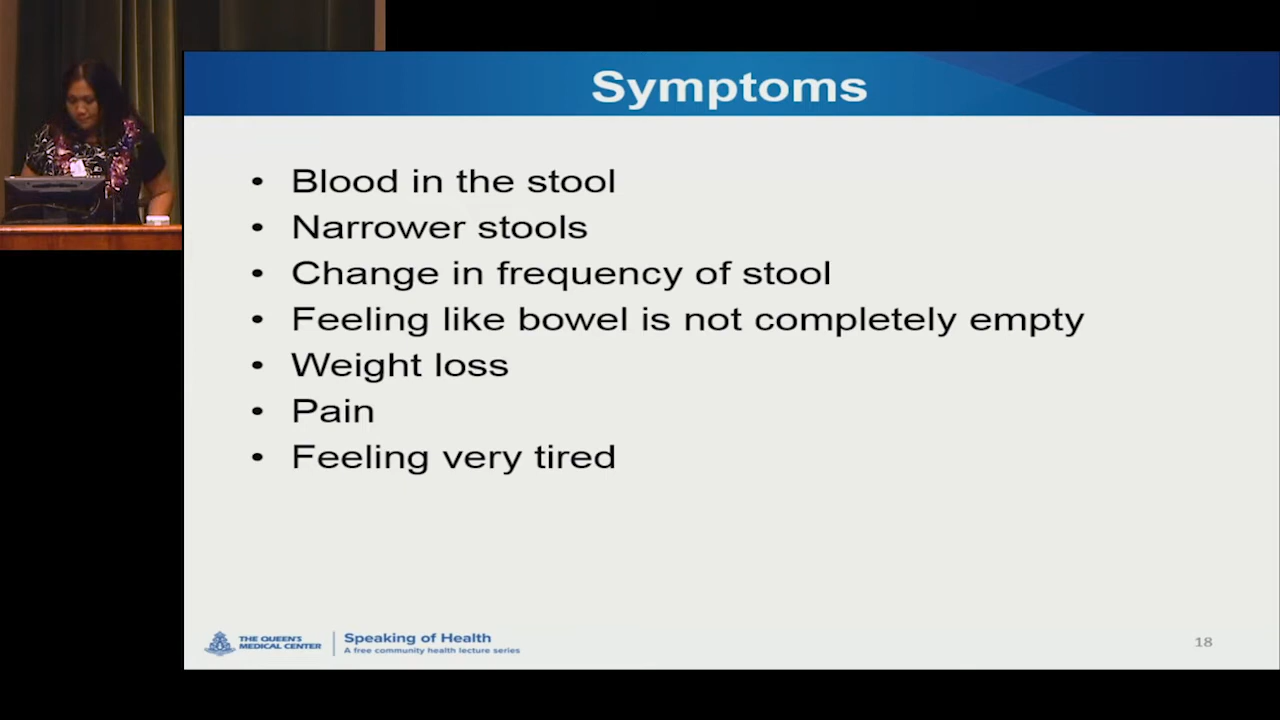 Symptoms
• Blood in the stool
• Narrower stools
• Change in frequency of stool
• Feeling like bowel is not completely empty
• Weight loss
• Pain
• Feeling very tired
THE QUEEN'S
MEDICAL CENTER
Speaking of Health
A free community health lecture series
18